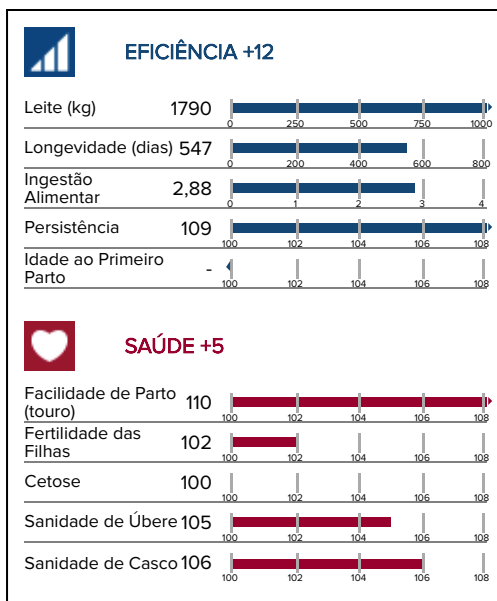 EFICIÊNCIA +12
Leite (kg) 1790
0 250 500 750 1000
Longevidade (dias) 547
0 200 400 600 800
Ingestão
Alimentar 2,88
0 1 2 3 4
Persistência 109
100 102 104 106 108
Idade ao Primeiro
Parto -
100 102 104 106 108
SAÚDE +5
Facilidade de Parto
(touro) 110
100 102 104 106 108
Fertilidade das
Filhas 102
100 102 104 106 108
Cetose 100
100 102 104 106 108
Sanidade de Úbere 105
100 102 104 106 108
Sanidade de Casco 106
100 102 104 106 108